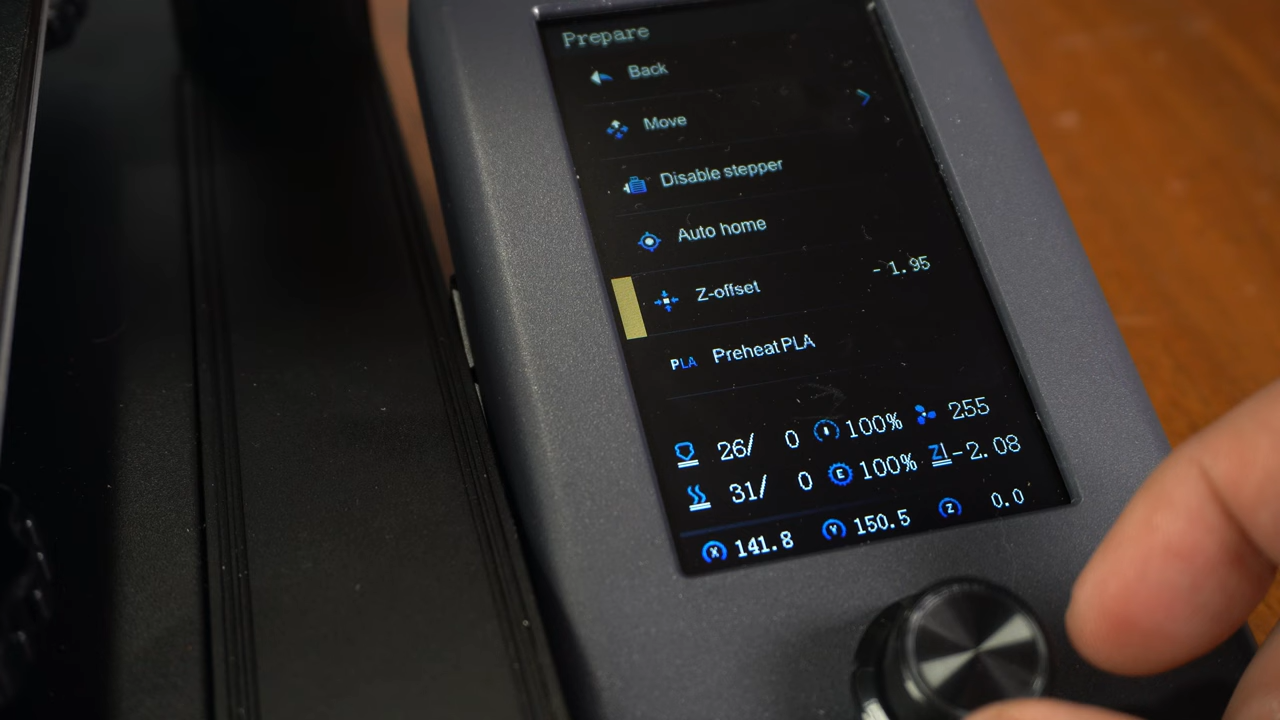 Prepare
Back
Move
Disable stepper
Auto home
Z-offset - 1.95
PLA Preheat PLA
26/ 0 100% 255
31/ 0 E 100% Z -2.08
X 141.8 Y 150.5 Z 0.0